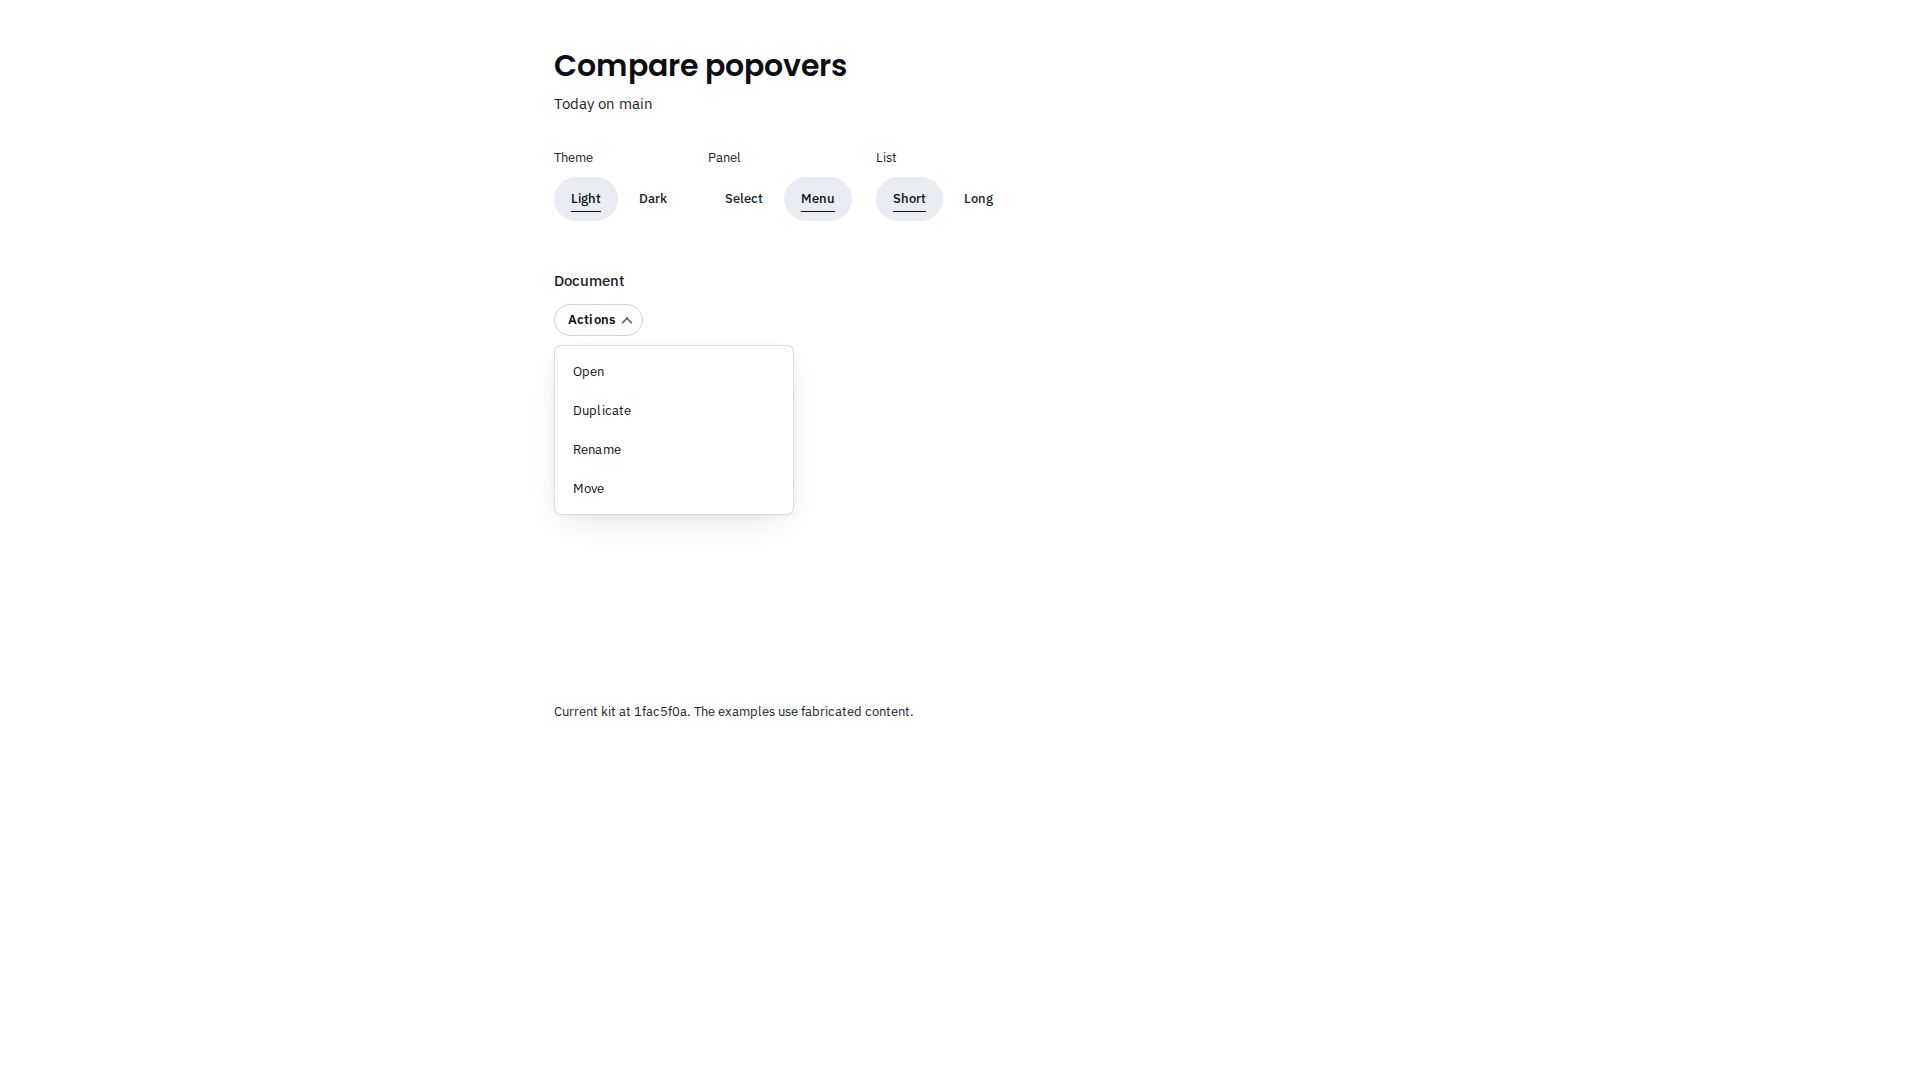 Compare popovers
Today on main
Theme Panel List
Light Dark Select Menu Short Long
Document
Actions
Open
Duplicate
Rename
Move
Current kit at 1fac5f0a. The examples use fabricated content.